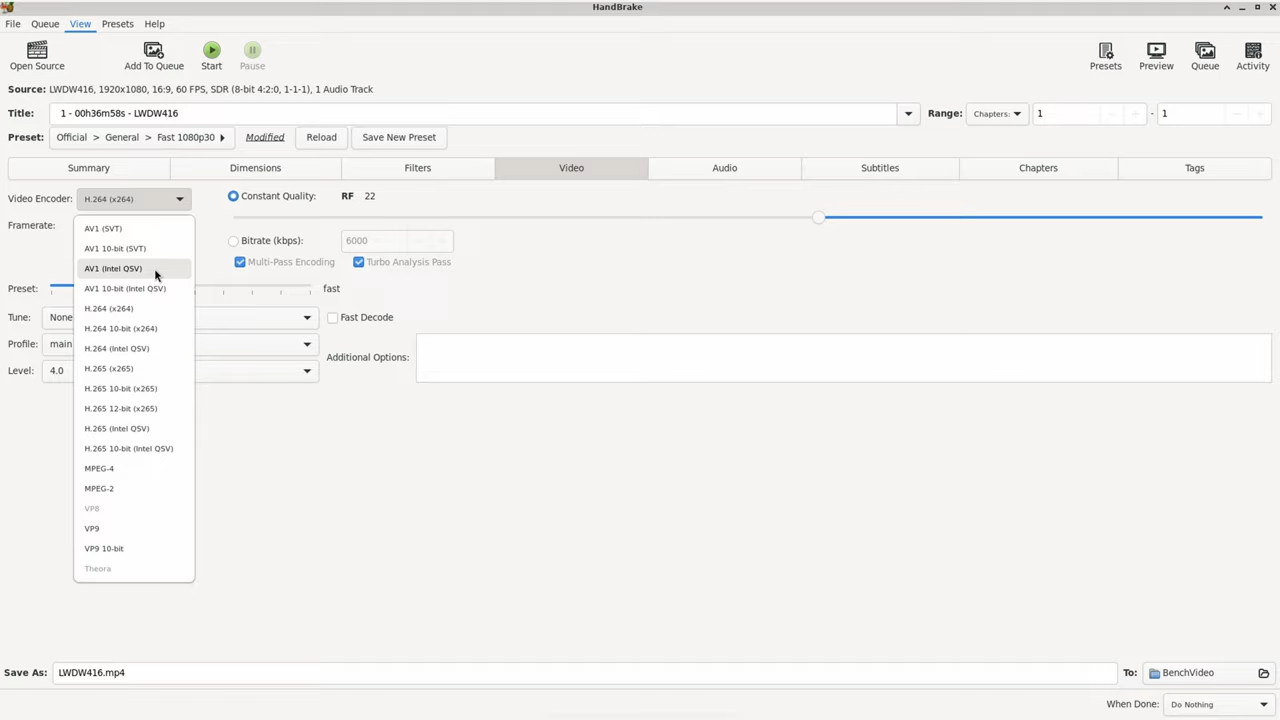 HandBrake
File Queue View Presets Help
Open Source Add To Queue Start Pause Presets Preview Queue Activity
Source: LWDW416, 1920x1080, 16:9, 60 FPS, SDR (8-bit 4:2:0, 1-1-1), 1 Audio Track
Title: 1 - 00h36m58s - LWDW416 Range: Chapters: 1 - 1
Preset: Official > General > Fast 1080p30 Modified Reload Save New Preset
Summary Dimensions Filters Video Audio Subtitles Chapters Tags
Video Encoder: H.264 (x264) Constant Quality: RF 22
Framerate:
AV1 (SVT)
Bitrate (kbps): 6000
AV1 10-bit (SVT)
Multi-Pass Encoding Turbo Analysis Pass
AV1 (Intel QSV)
Preset: AV1 10-bit (Intel QSV) fast
H.264 (x264)
Tune: None Fast Decode
H.264 10-bit (x264)
Profile: main
H.264 (Intel QSV)
Additional Options:
H.265 (x265)
Level: 4.0
H.265 10-bit (x265)
H.265 12-bit (x265)
H.265 (Intel QSV)
H.265 10-bit (Intel QSV)
MPEG-4
MPEG-2
VP8
VP9
VP9 10-bit
Theora
Save As: LWDW416.mp4 To: BenchVideo
When Done: Do Nothing